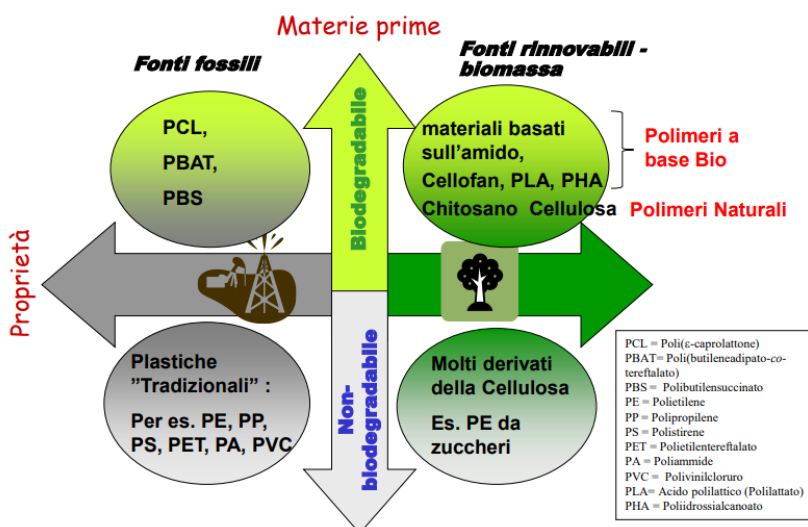 Materie prime
Fonti fossili
Fonti rinnovabili -
biomassa
PCL,
PBAT,
PBS
Biodegradabile
materiali basati
sull'amido,
Cellofan, PLA, PHA
Chitosano Cellulosa
Polimeri a
base Bio
Polimeri Naturali
Proprietà
Plastiche
”Tradizionali” :
Per es. PE, PP,
PS, PET, PA, PVC
Non-
biodegradabile
Molti derivati
della Cellulosa
Es. PE da
zuccheri
PCL = Poli(ε-caprolattone)
PBAT= Poli(butileneadipato-co-
tereftalato)
PBS = Polibutilensuccinato
PE = Polietilene
PP = Polipropilene
PS = Polistirene
PET = Polietilentereftalato
PA = Poliammide
PVC = Polivinilcloruro
PLA= Acido polilattico (Polilattato)
PHA = Poliidrossialcanoato